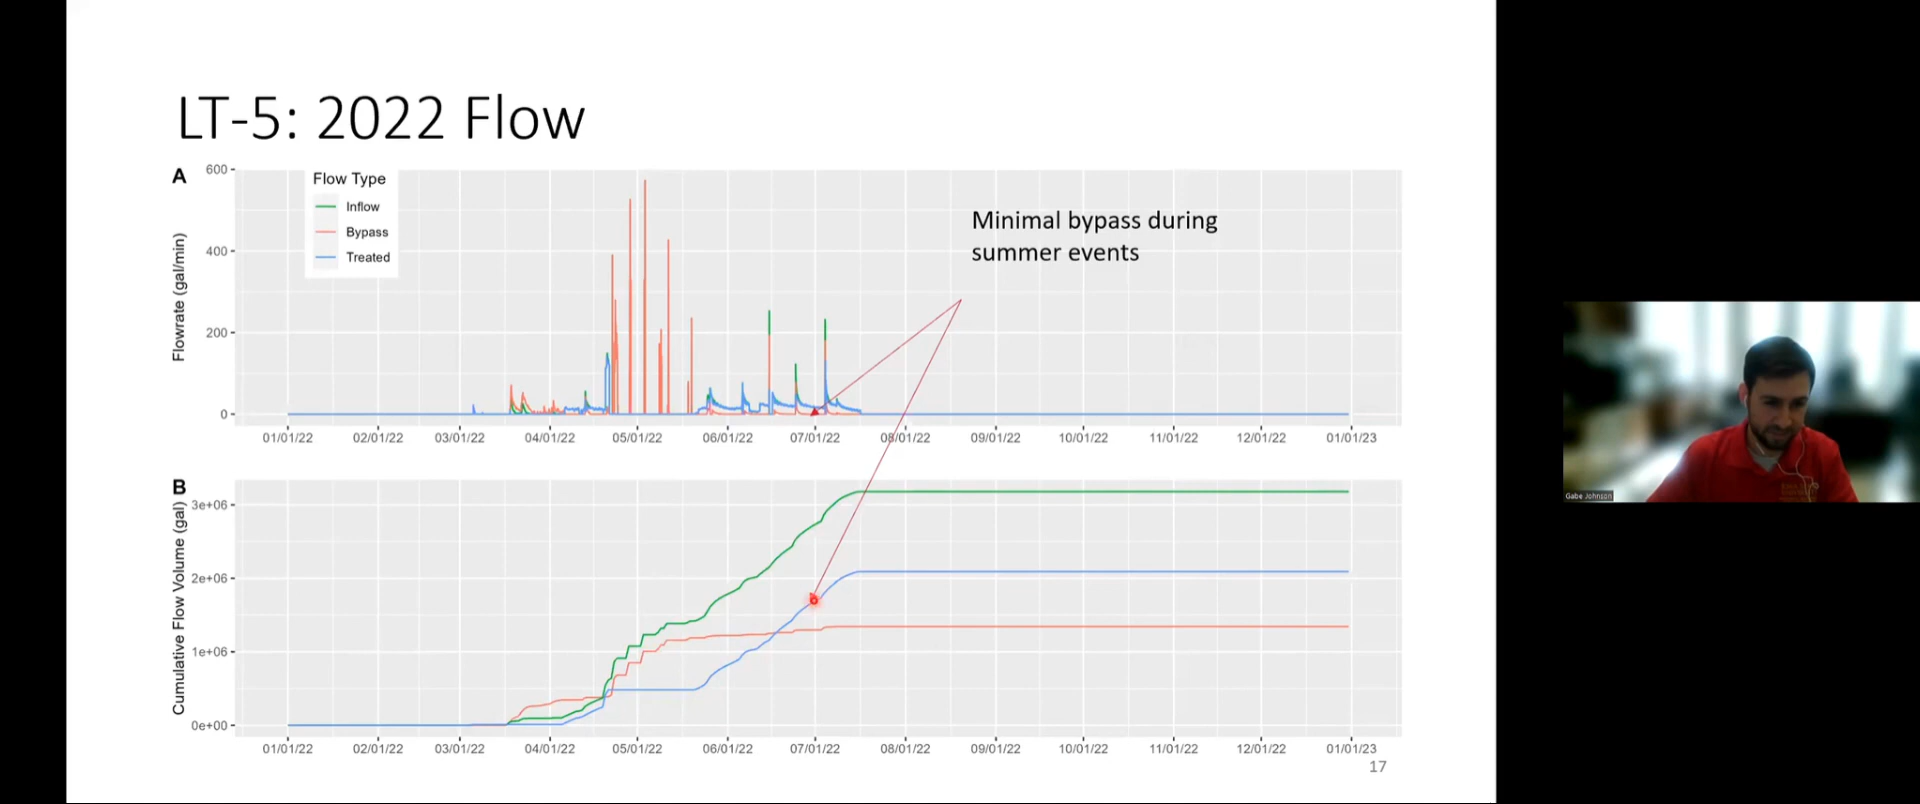 LT-5: 2022 Flow
A
600
400
200
0
Flowrate (gal/min)
Flow Type
Inflow
Bypass
Treated
Minimal bypass during
summer events
01/01/22 02/01/22 03/01/22 04/01/22 05/01/22 06/01/22 07/01/22 08/01/22 09/01/22 10/01/22 11/01/22 12/01/22 01/01/23
B
3e+06
2e+06
1e+06
0e+00
Cumulative Flow Volume (gal)
01/01/22 02/01/22 03/01/22 04/01/22 05/01/22 06/01/22 07/01/22 08/01/22 09/01/22 10/01/22 11/01/22 12/01/22 01/01/23
17
Gabe Johnson